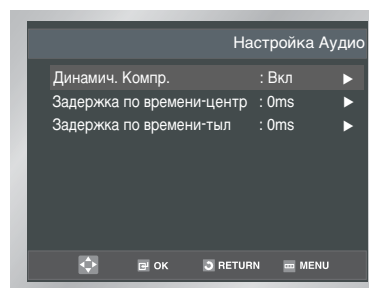 Настройка Аудио
Динамич. Компр. : Вкл ►
Задержка по времени-центр : 0ms ►
Задержка по времени-тыл : 0ms ►
OK RETURN MENU